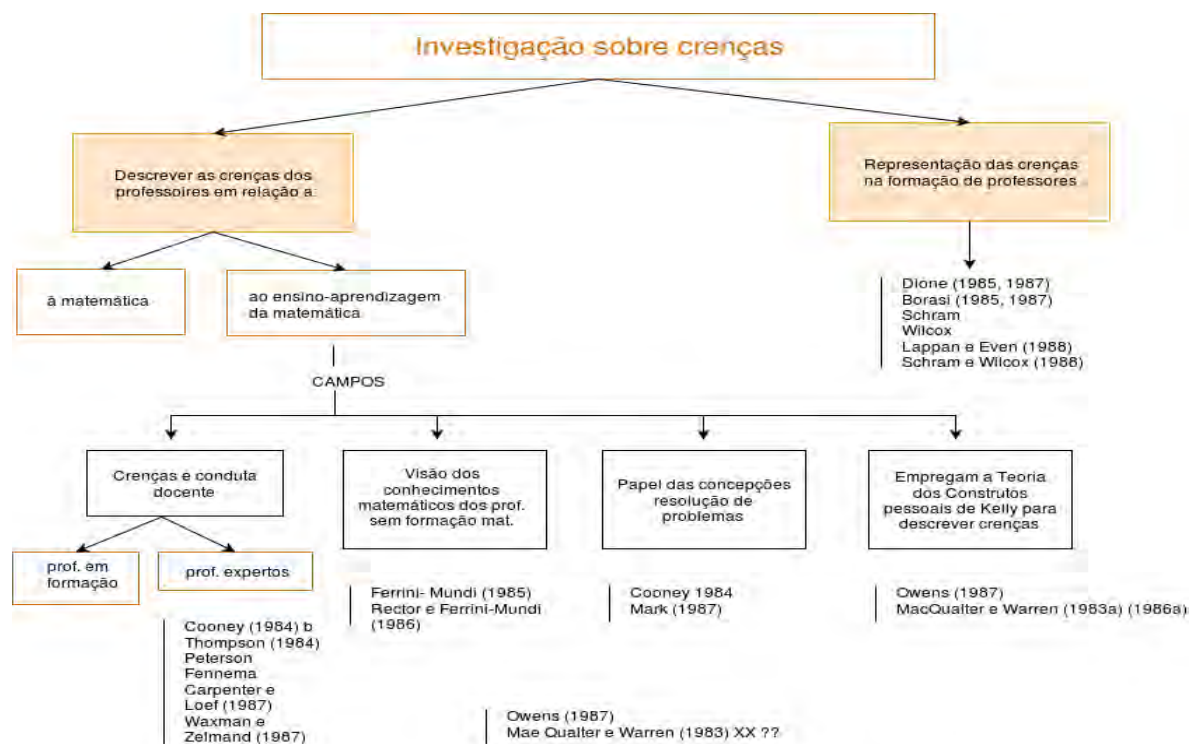 Investigação sobre crenças
Descrever as crenças dos
professoires em relação a
Representação das crenças
na formação de professores
à matemática
ao ensino-aprendizagem
da matemática
Dione (1985, 1987)
Borasi (1985, 1987)
Schram
Wilcox
Lappan e Even (1988)
Schram e Wilcox (1988)
CAMPOS
Crenças e conduta
docente
Visão dos
conhecimentos
matemáticos dos prof.
sem formação mat.
Papel das concepções
resolução de
problemas
Empregam a Teoria
dos Construtos
pessoais de Kelly para
descrever crenças
prof. em
formação
prof. expertos
Cooney (1984) b
Thompson (1984)
Peterson
Fennema
Carpenter e
Loef (1987)
Waxman e
Zelmand (1987)
Ferrini- Mundi (1985)
Rector e Ferrini-Mundi
(1986)
Cooney 1984
Mark (1987)
Owens (1987)
MacQualter e Warren (1983a) (1986a)
Owens (1987)
Mae Qualter e Warren (1983) XX ??